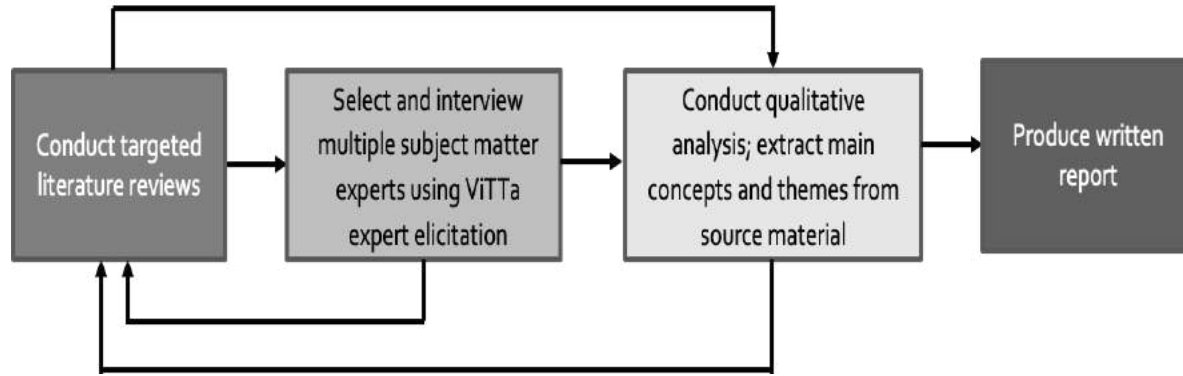 Conduct targeted
literature reviews
Select and interview
multiple subject matter
experts using ViTTa
expert elicitation
Conduct qualitative
analysis; extract main
concepts and themes from
source material
Produce written
report